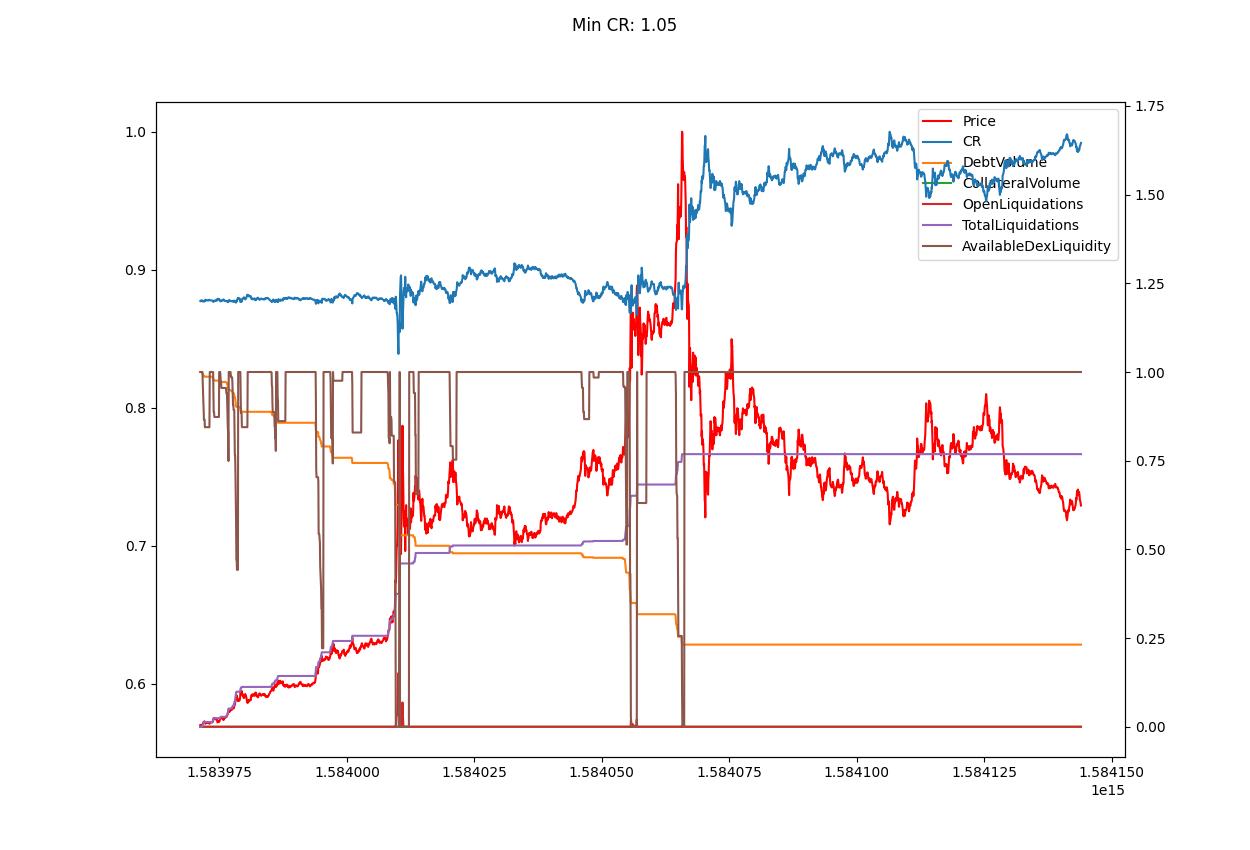 Min CR: 1.05
1.0
0.9
0.8
0.7
0.6
1.75
1.50
1.25
1.00
0.75
0.50
0.25
0.00
Price
CR
DebtVolume
CollateralVolume
OpenLiquidations
TotalLiquidations
AvailableDexLiquidity
1.583975 1.584000 1.584025 1.584050 1.584075 1.584100 1.584125 1.584150
1e15